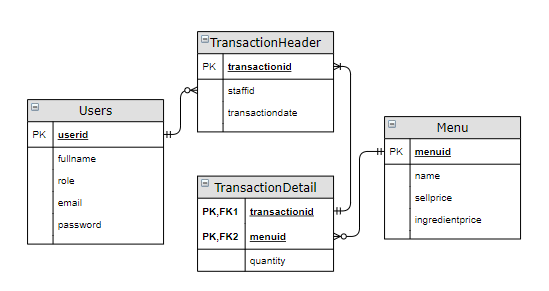 TransactionHeader
PK transactionid
staffid
transactiondate
Users
PK userid
fullname
role
email
password
Menu
PK menuid
name
sellprice
ingredientprice
TransactionDetail
PK,FK1 transactionid
PK,FK2 menuid
quantity